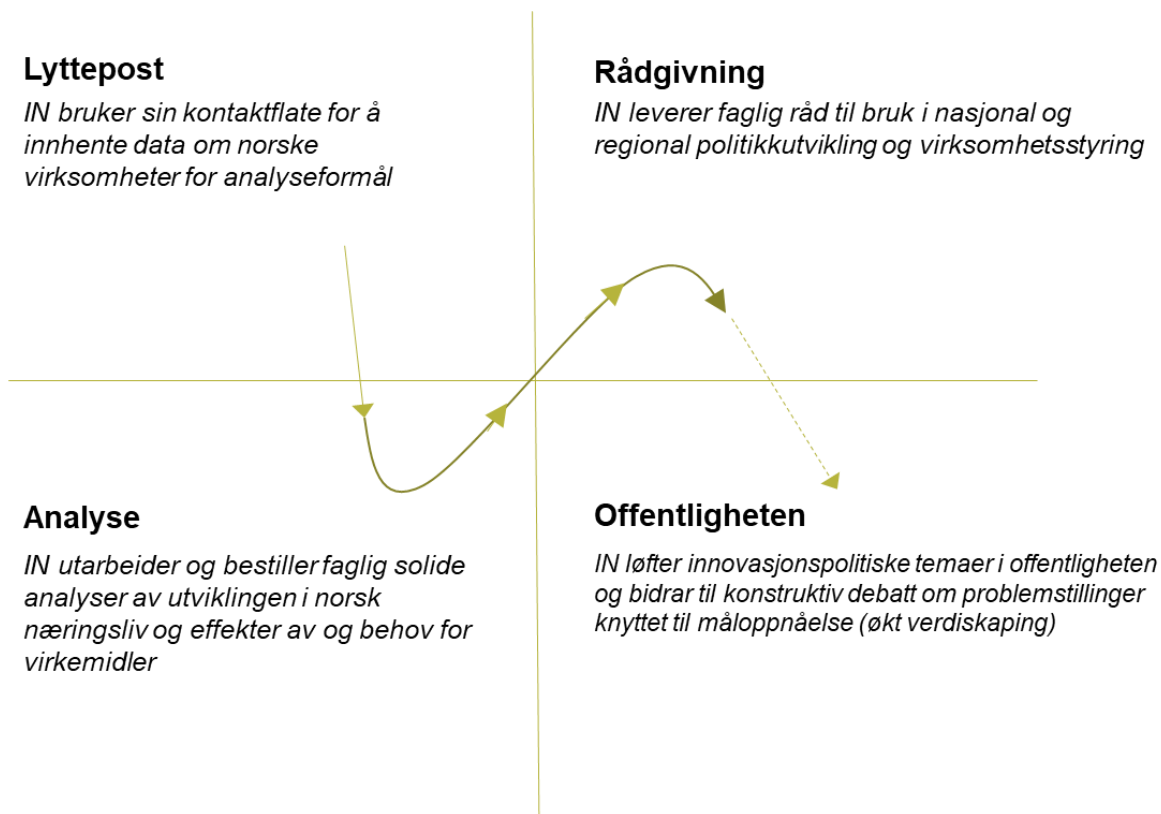 Lyttepost
IN bruker sin kontaktflate for å
innhente data om norske
virksomheter for analyseformål
Rådgivning
IN leverer faglig råd til bruk i nasjonal og
regional politikkutvikling og virksomhetsstyring
Analyse
IN utarbeider og bestiller faglig solide
analyser av utviklingen i norsk
næringsliv og effekter av og behov for
virkemidler
Offentligheten
IN løfter innovasjonspolitiske temaer i offentligheten
og bidrar til konstruktiv debatt om problemstillinger
knyttet til måloppnåelse (økt verdiskaping)